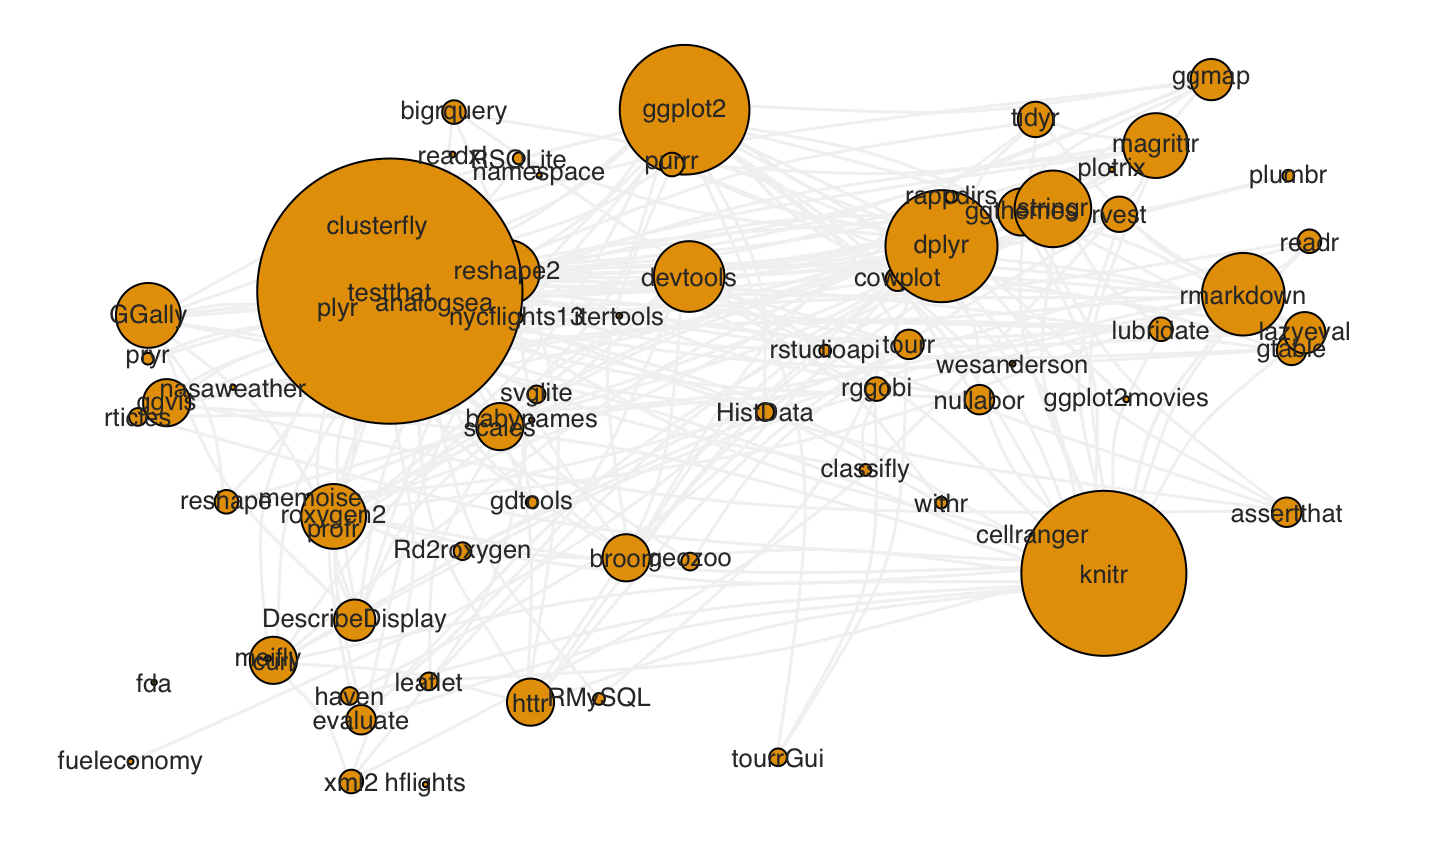 ggmap
bigrquery
ggplot2
tidyr
magrittr
readxl
RSQLite
purrr
plotrix
namespace
plumbr
rappdirs
ggthemes
stringr
rvest
clusterfly
dplyr
readr
reshape2
devtools
cowplot
testthat
rmarkdown
plyr
analogsea
GGally
nycflights13
itertools
lubridate
lazyeval
pryr
rstudioapi
tourr
gtable
wesanderson
nasaweather
rggobi
ggplot2movies
svglite
nullabor
ggvis
HistData
rticles
babynames
scales
classifly
reshape
memoise
gdtools
withr
roxygen2
assertthat
profr
cellranger
Rd2roxygen
broom
geozoo
knitr
DescribeDisplay
meifly
curl
fda
leaflet
haven
httr
RMySQL
evaluate
fueleconomy
tourrGui
xml2
hflights